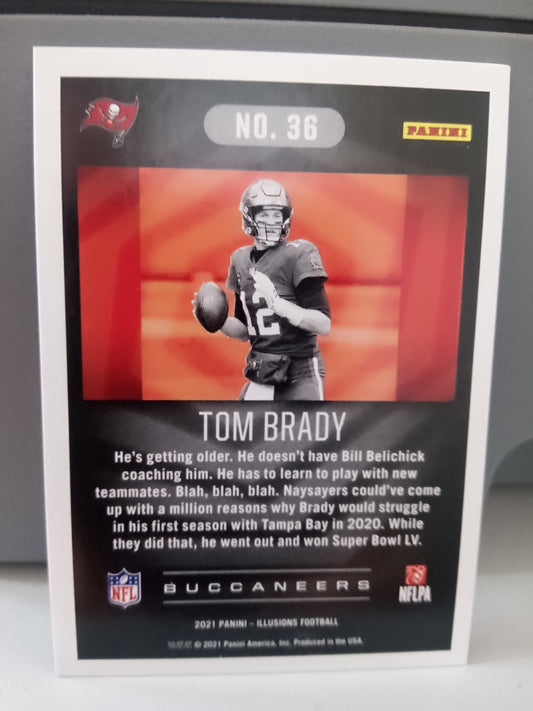 NO. 36
PANINI
12
TOM BRADY
He's getting older. He doesn't have Bill Belichick
coaching him. He has to learn to play with new
teammates. Blah, blah, blah. Naysayers could've come
up with a million reasons why Brady would struggle
in his first season with Tampa Bay in 2020. While
they did that, he went out and won Super Bowl LV.
NFL
BUCCANEERS
NFLPA
2021 PANINI – ILLUSIONS FOOTBALL
© 2021 Panini America, Inc. Produced in the USA.